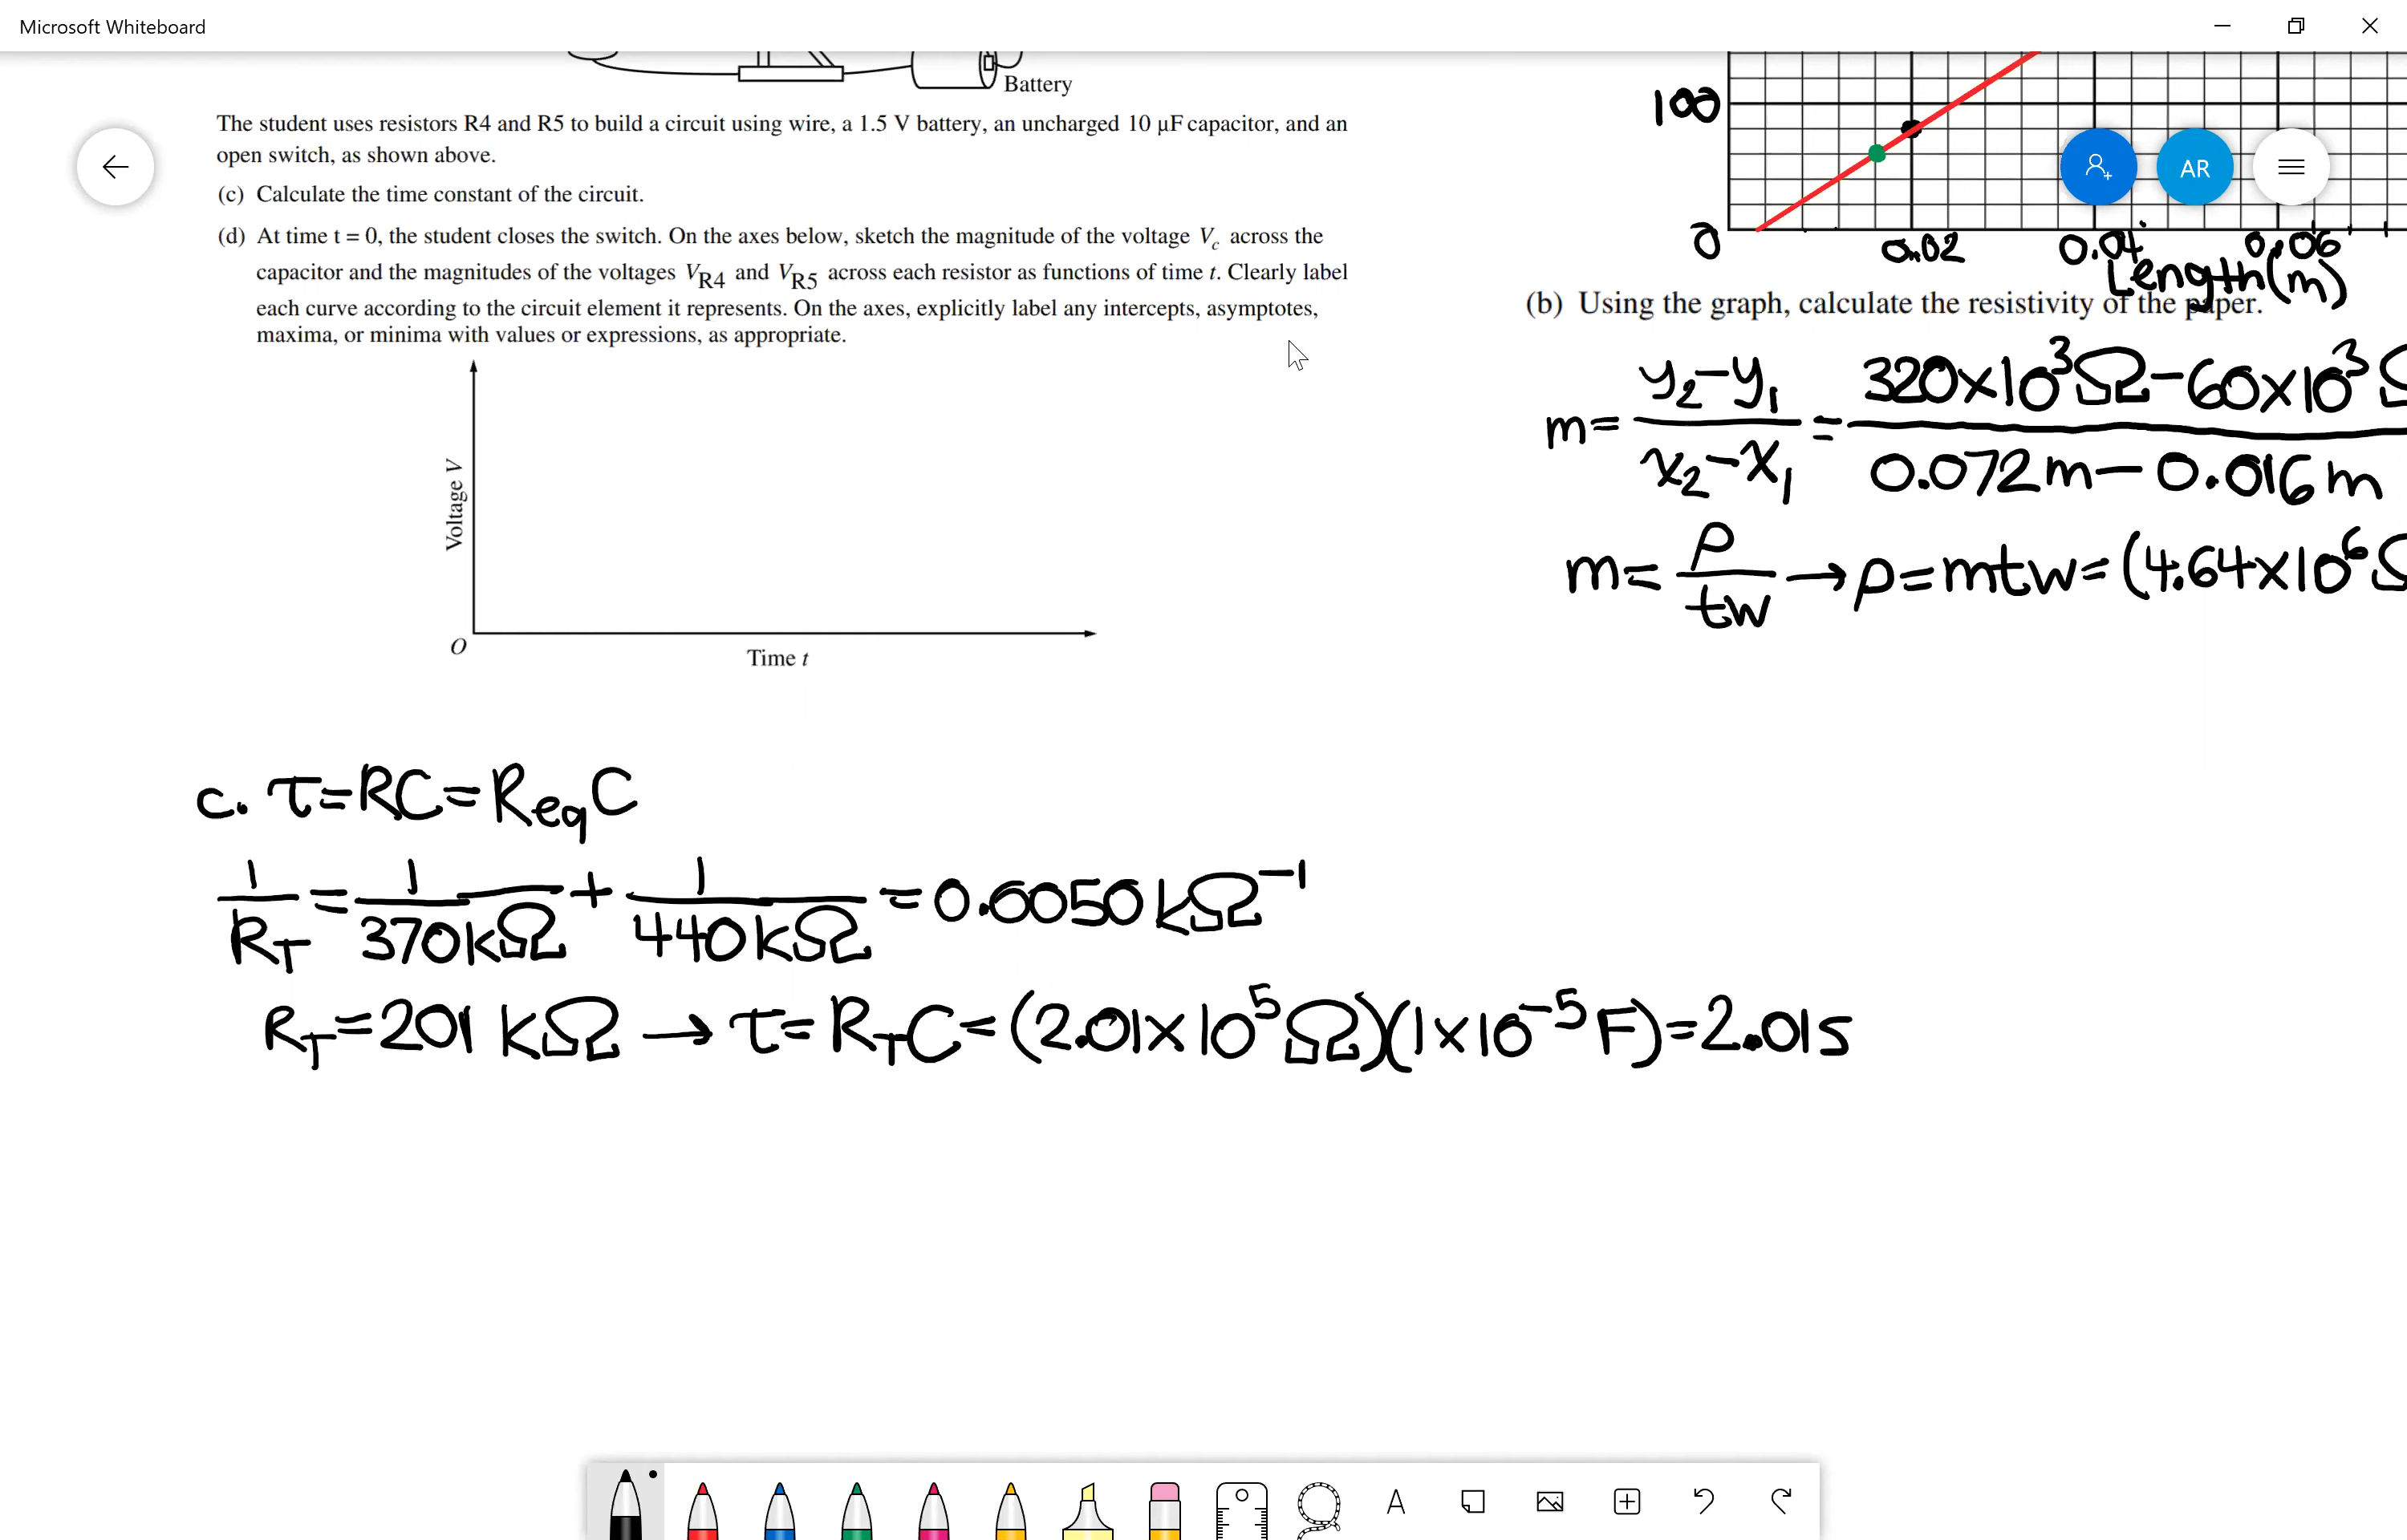 Microsoft Whiteboard
Battery
The student uses resistors R4 and R5 to build a circuit using wire, a 1.5 V battery, an uncharged 10 µF capacitor, and an
open switch, as shown above.
(c) Calculate the time constant of the circuit.
(d) At time t = 0, the student closes the switch. On the axes below, sketch the magnitude of the voltage V_c across the
capacitor and the magnitudes of the voltages V_R4 and V_R5 across each resistor as functions of time t. Clearly label
each curve according to the circuit element it represents. On the axes, explicitly label any intercepts, asymptotes,
maxima, or minima with values or expressions, as appropriate.
Voltage V
O
Time t
c. τ=RC=R_eqC
1/R_T = 1/370kΩ + 1/440kΩ = 0.0050kΩ⁻¹
R_T=201 kΩ → τ=R_TC=(2.01×10⁵Ω)(1×10⁻⁵F)=2.01s
100
0
0.02
0.04
0.06
Length(m)
AR
(b) Using the graph, calculate the resistivity of the paper.
m= y₂-y₁/x₂-x₁ = 320×10³Ω-60×10³Ω/0.072m-0.016m
m= ρ/tw → ρ=mtw=(4.64×10⁶Ω
A